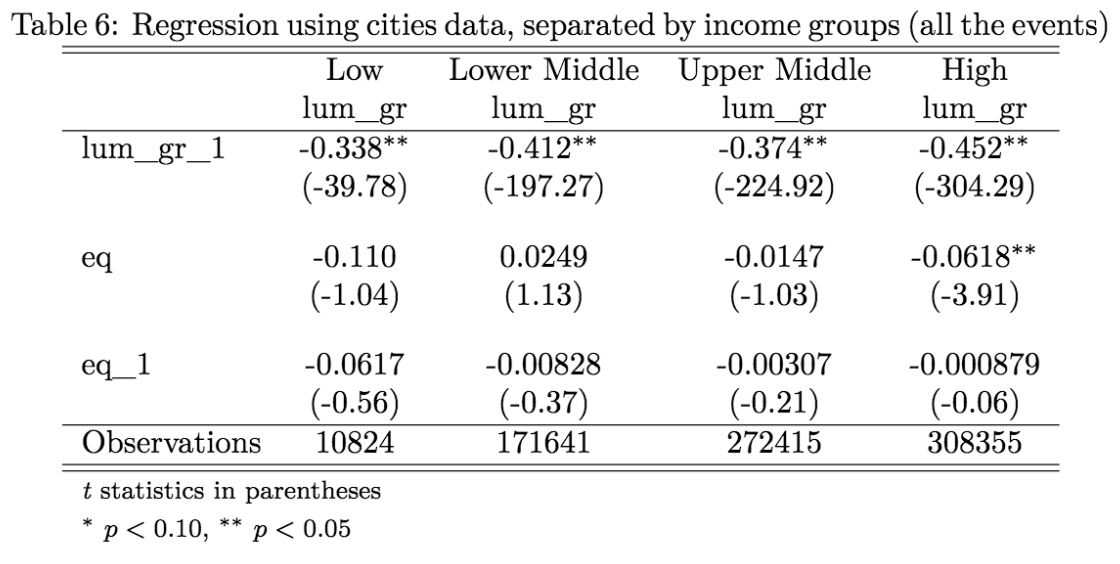 Table 6: Regression using cities data, separated by income groups (all the events)
Low Lower Middle Upper Middle High
lum_gr lum_gr lum_gr lum_gr
lum_gr_1 -0.338** -0.412** -0.374** -0.452**
(-39.78) (-197.27) (-224.92) (-304.29)
eq -0.110 0.0249 -0.0147 -0.0618**
(-1.04) (1.13) (-1.03) (-3.91)
eq_1 -0.0617 -0.00828 -0.00307 -0.000879
(-0.56) (-0.37) (-0.21) (-0.06)
Observations 10824 171641 272415 308355
t statistics in parentheses
* p < 0.10, ** p < 0.05